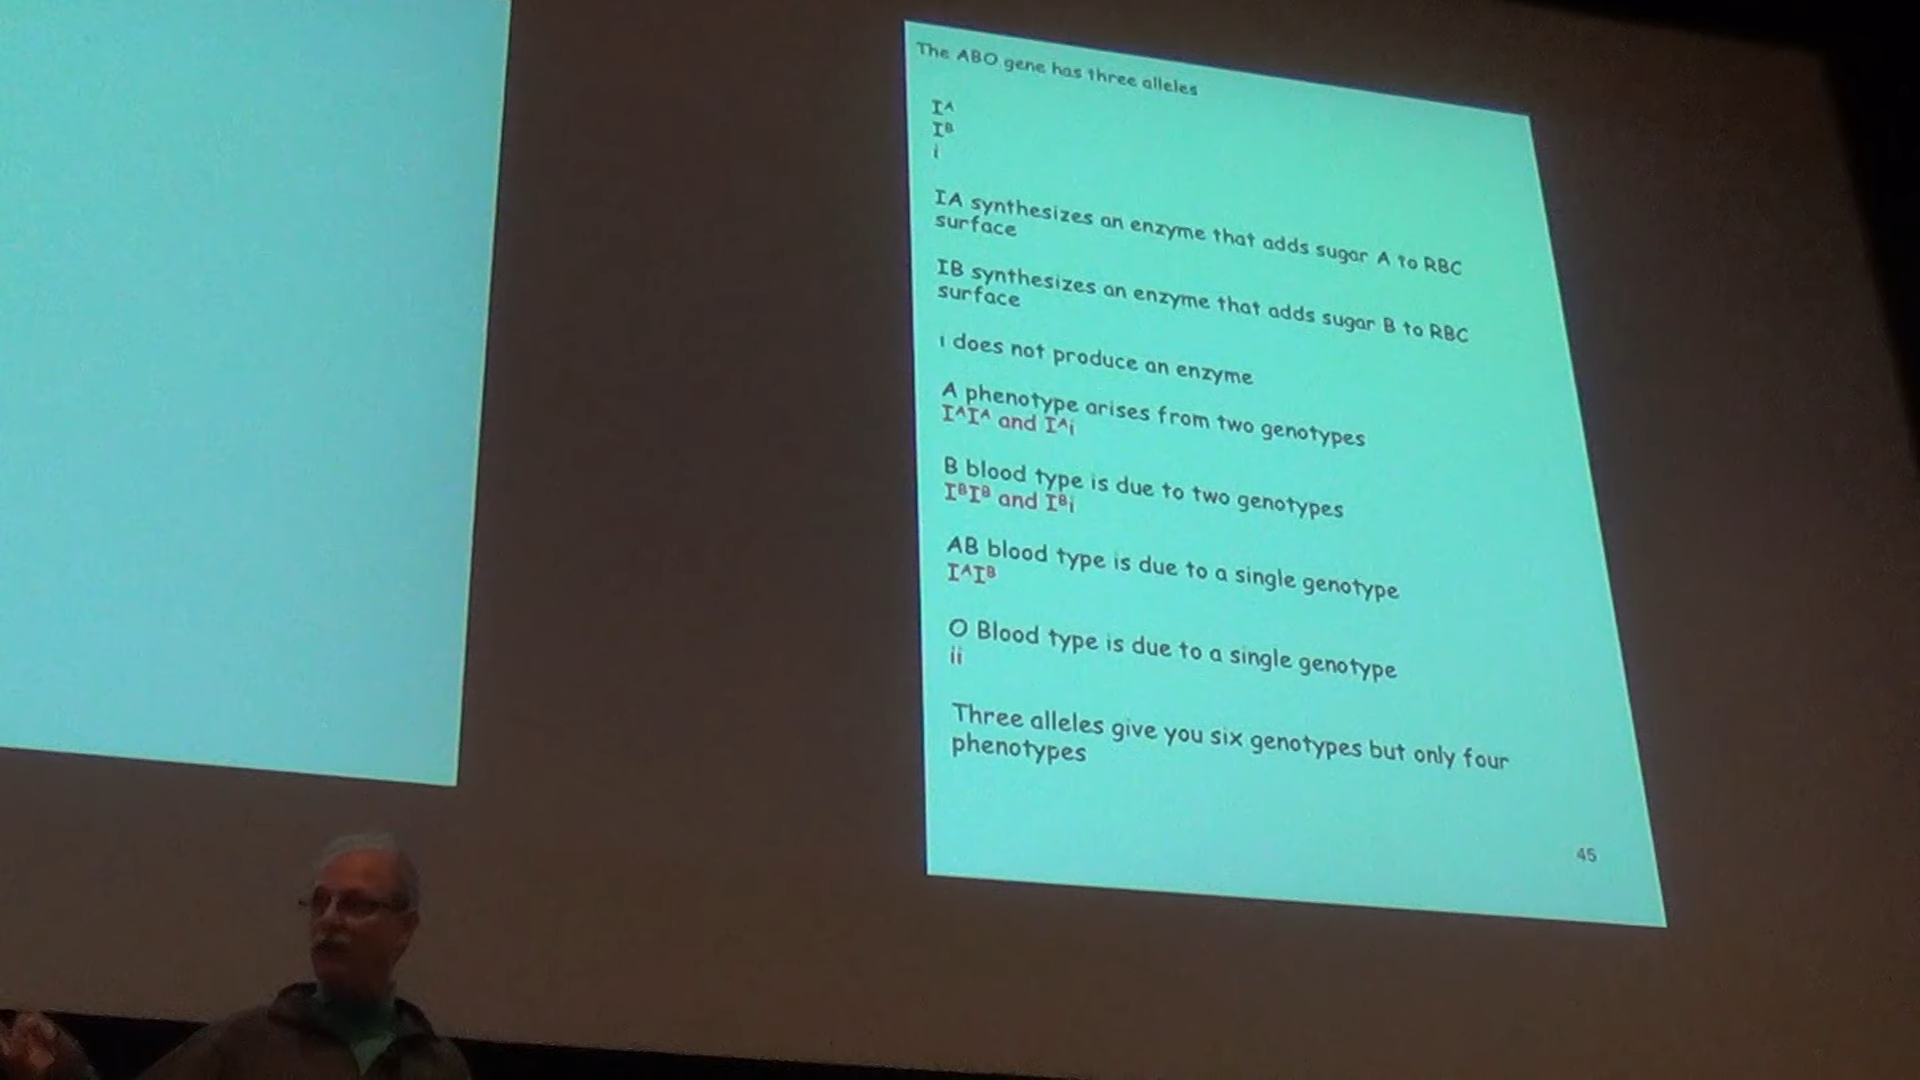 The ABO gene has three alleles
Iᴬ
Iᴮ
i
IA synthesizes an enzyme that adds sugar A to RBC
surface
IB synthesizes an enzyme that adds sugar B to RBC
surface
i does not produce an enzyme
A phenotype arises from two genotypes
IᴬIᴬ and Iᴬi
B blood type is due to two genotypes
IᴮIᴮ and Iᴮi
AB blood type is due to a single genotype
IᴬIᴮ
O Blood type is due to a single genotype
ii
Three alleles give you six genotypes but only four
phenotypes
45